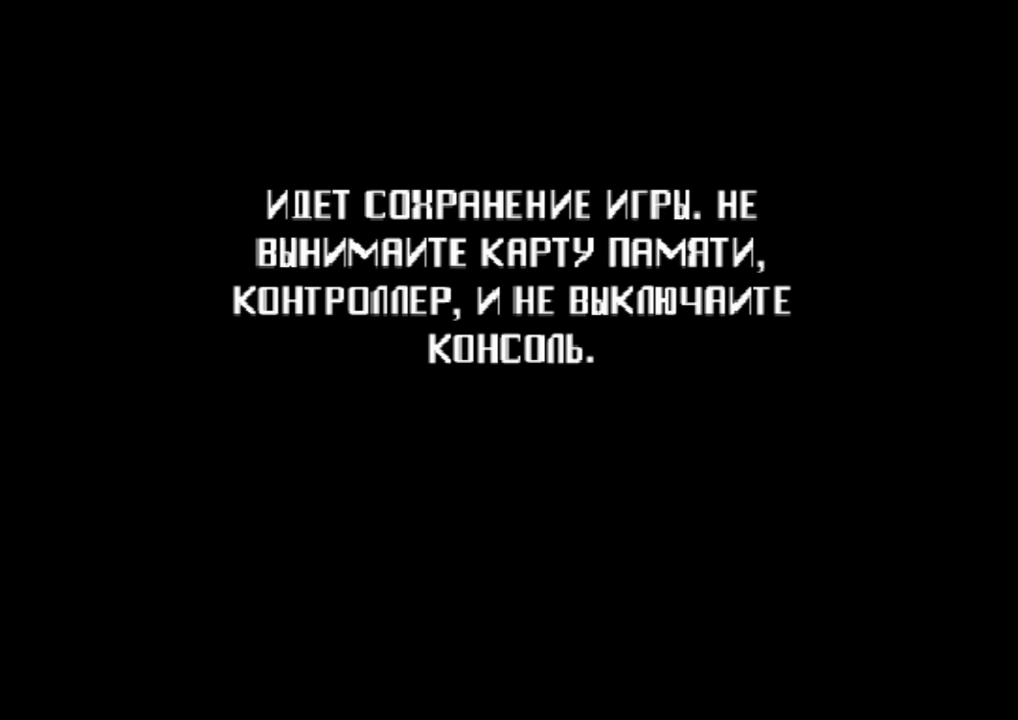 ИДЕТ СОХРАНЕНИЕ ИГРЫ. НЕ
ВЫНИМАИТЕ КАРТУ ПАМЯТИ,
КОНТРОЛЛЕР, И НЕ ВЫКЛЮЧАИТЕ
КОНСОЛЬ.